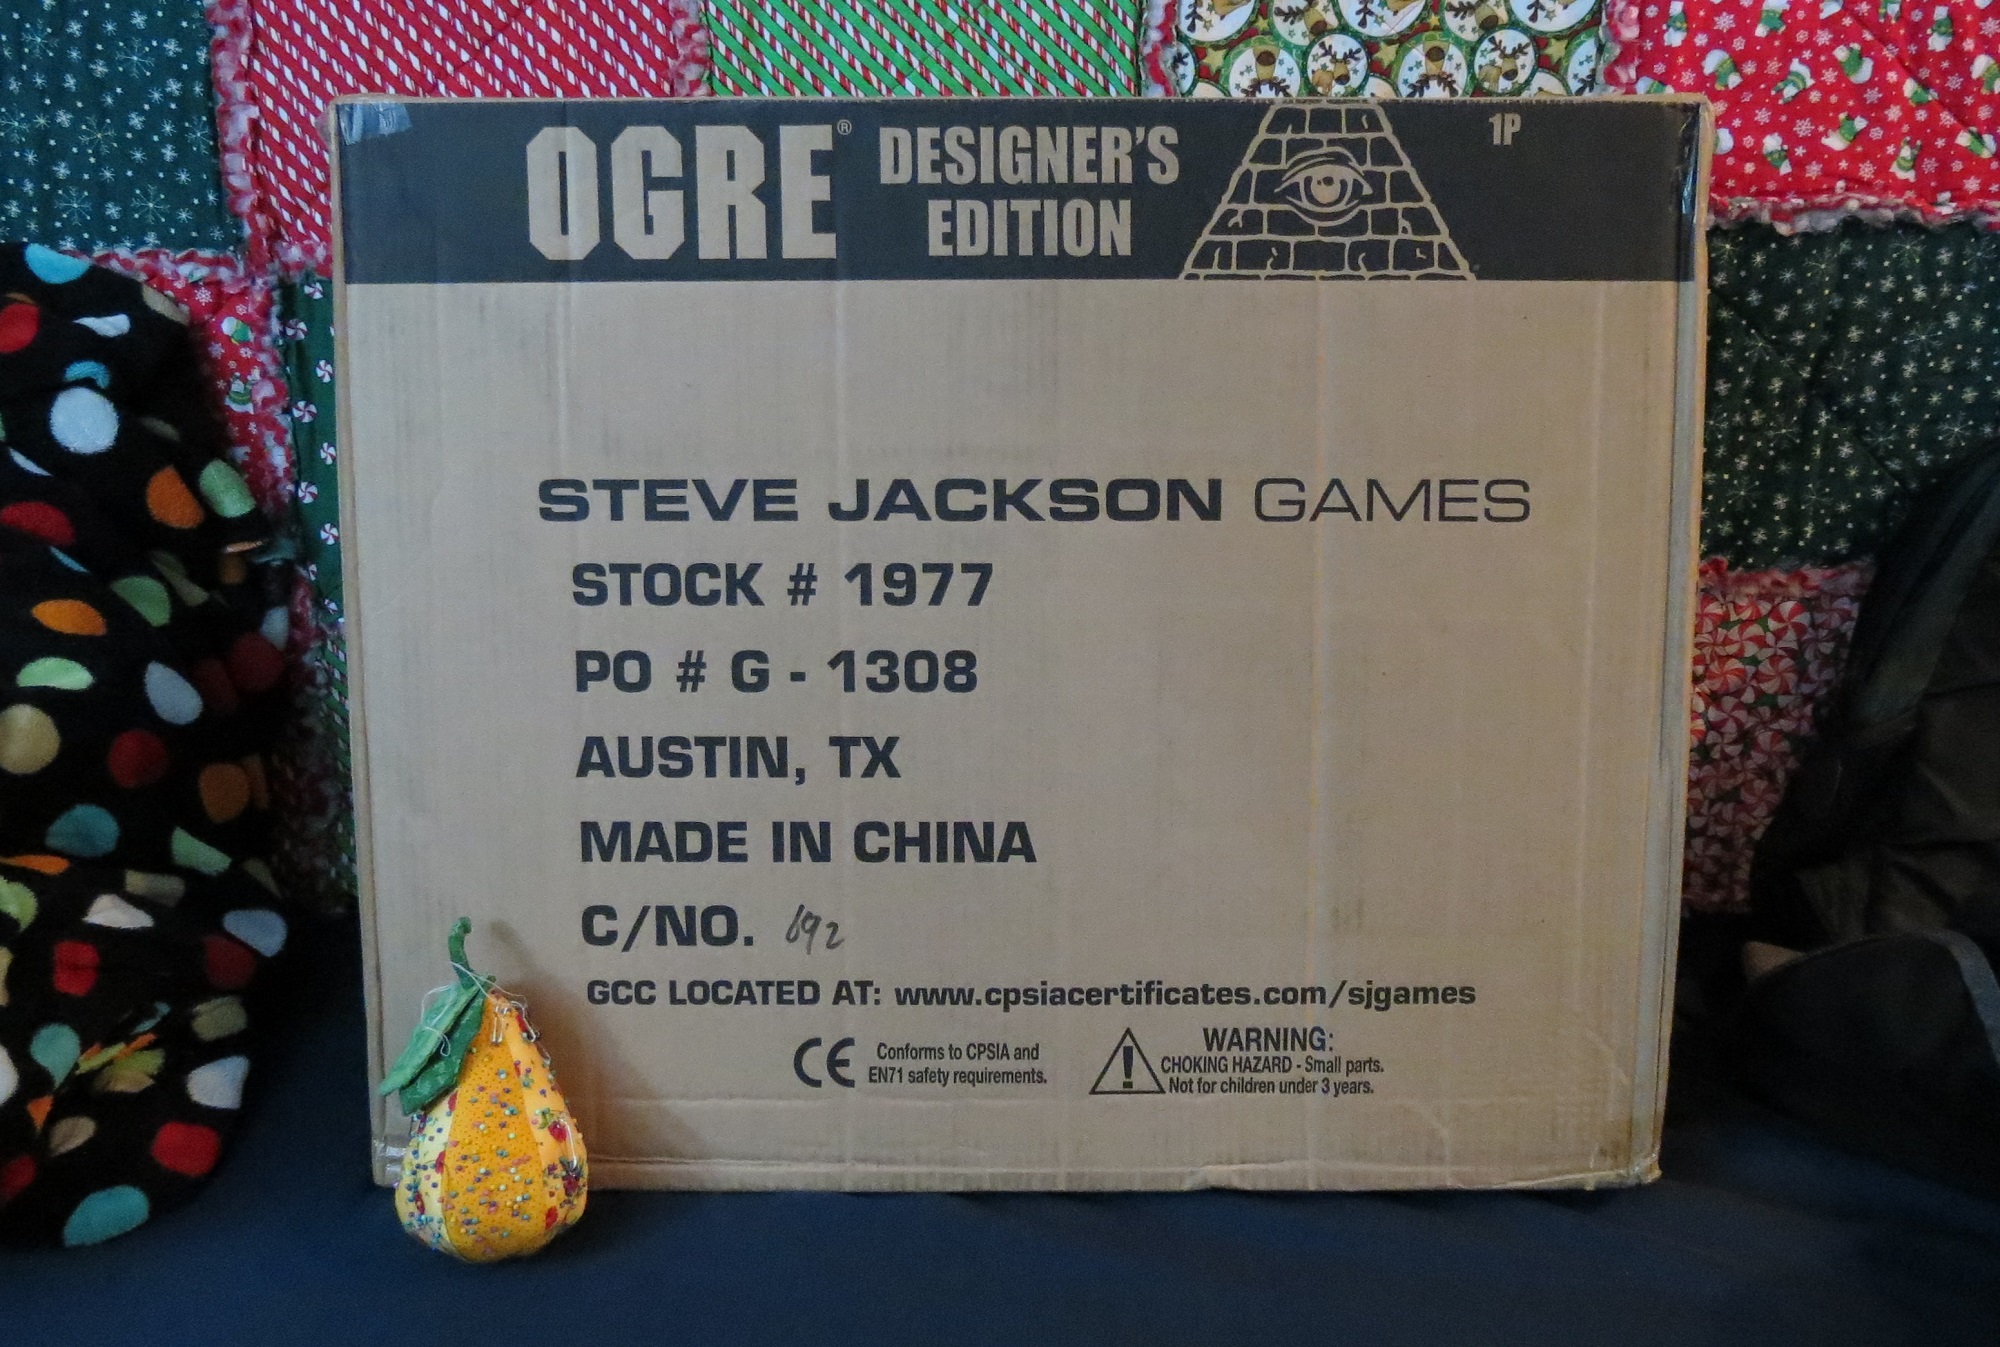 OGRE® DESIGNER'S
EDITION
1P
STEVE JACKSON GAMES
STOCK # 1977
PO # G - 1308
AUSTIN, TX
MADE IN CHINA
C/NO. 692
GCC LOCATED AT: www.cpsiacertificates.com/sjgames
CE
Conforms to CPSIA and
EN71 safety requirements.
WARNING:
CHOKING HAZARD - Small parts.
Not for children under 3 years.